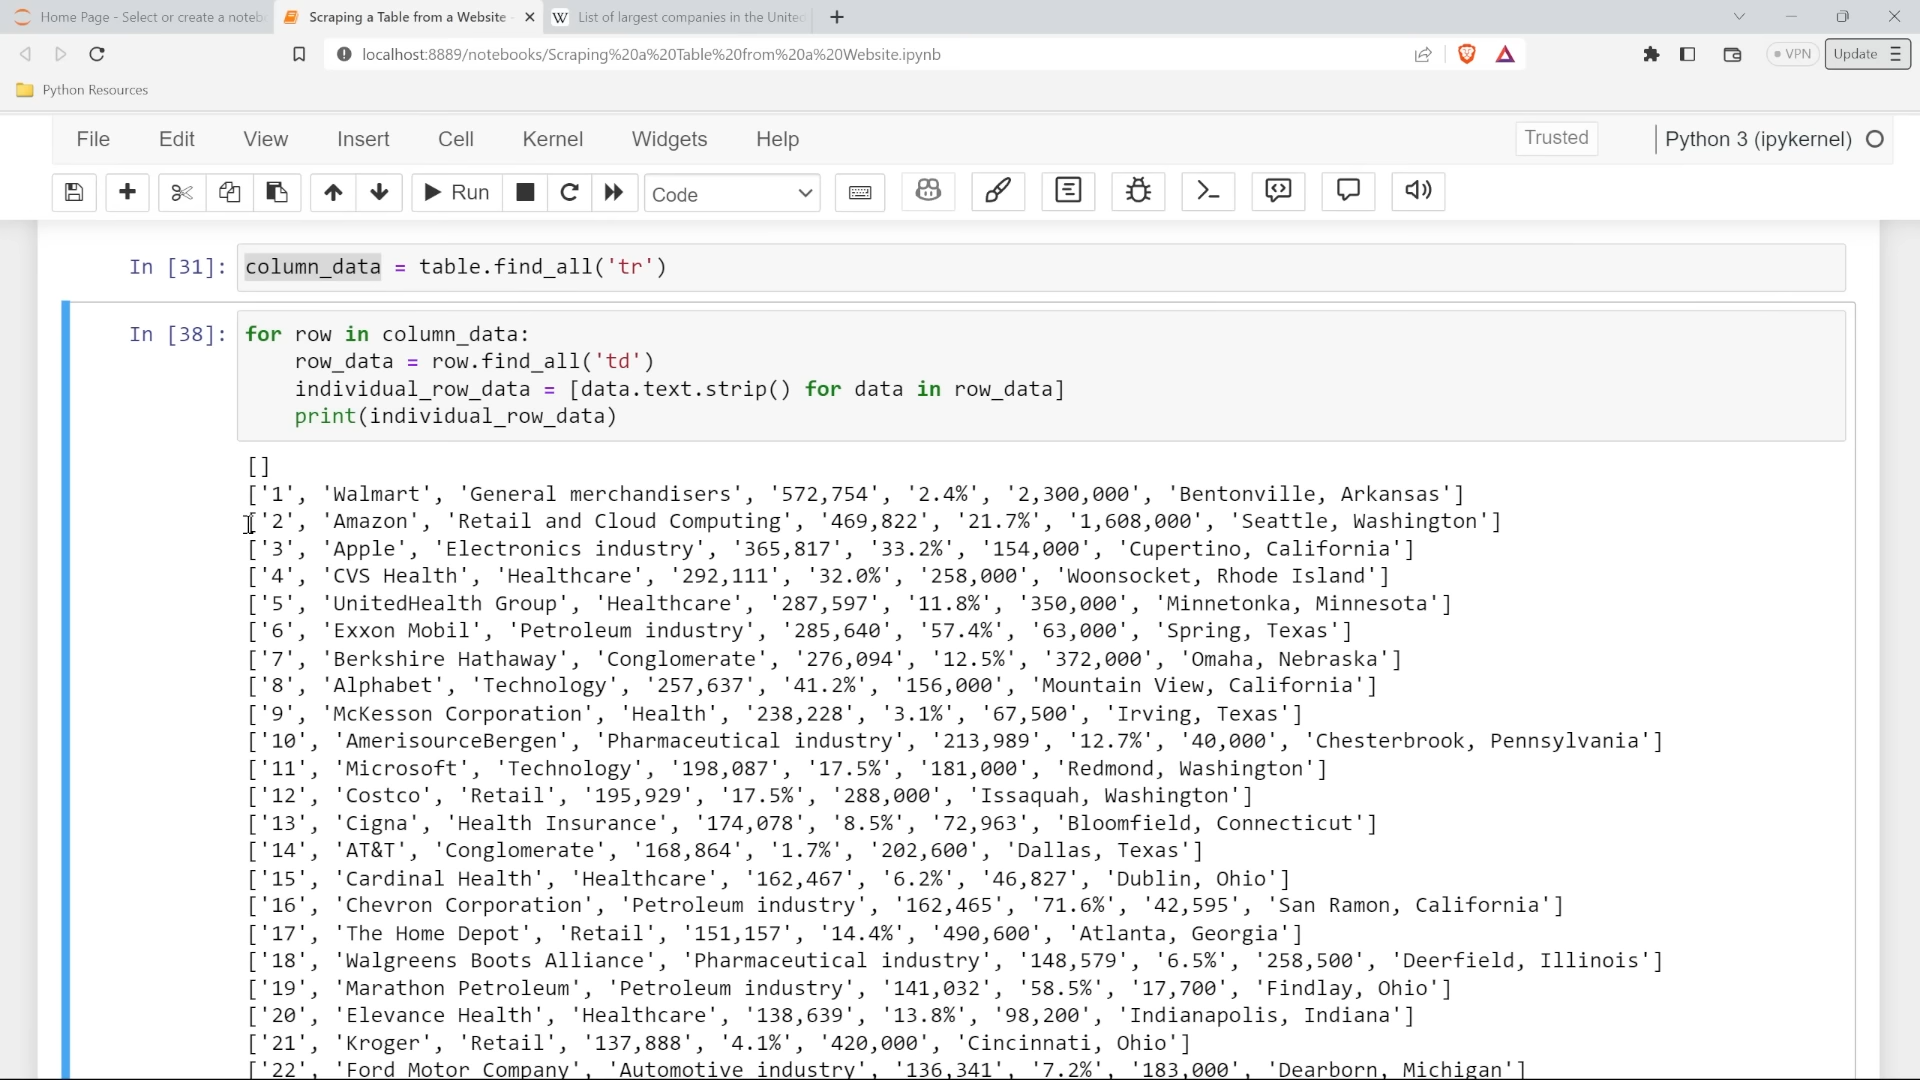 Home Page - Select or create a noteb
Scraping a Table from a Website
List of largest companies in the United
localhost:8889/notebooks/Scraping%20a%20Table%20from%20a%20Website.ipynb
VPN
Update
Python Resources
File Edit View Insert Cell Kernel Widgets Help
Trusted
Python 3 (ipykernel)
Run
Code
In [31]: column_data = table.find_all('tr')
In [38]: for row in column_data:
row_data = row.find_all('td')
individual_row_data = [data.text.strip() for data in row_data]
print(individual_row_data)
[]
['1', 'Walmart', 'General merchandisers', '572,754', '2.4%', '2,300,000', 'Bentonville, Arkansas']
['2', 'Amazon', 'Retail and Cloud Computing', '469,822', '21.7%', '1,608,000', 'Seattle, Washington']
['3', 'Apple', 'Electronics industry', '365,817', '33.2%', '154,000', 'Cupertino, California']
['4', 'CVS Health', 'Healthcare', '292,111', '32.0%', '258,000', 'Woonsocket, Rhode Island']
['5', 'UnitedHealth Group', 'Healthcare', '287,597', '11.8%', '350,000', 'Minnetonka, Minnesota']
['6', 'Exxon Mobil', 'Petroleum industry', '285,640', '57.4%', '63,000', 'Spring, Texas']
['7', 'Berkshire Hathaway', 'Conglomerate', '276,094', '12.5%', '372,000', 'Omaha, Nebraska']
['8', 'Alphabet', 'Technology', '257,637', '41.2%', '156,000', 'Mountain View, California']
['9', 'McKesson Corporation', 'Health', '238,228', '3.1%', '67,500', 'Irving, Texas']
['10', 'AmerisourceBergen', 'Pharmaceutical industry', '213,989', '12.7%', '40,000', 'Chesterbrook, Pennsylvania']
['11', 'Microsoft', 'Technology', '198,087', '17.5%', '181,000', 'Redmond, Washington']
['12', 'Costco', 'Retail', '195,929', '17.5%', '288,000', 'Issaquah, Washington']
['13', 'Cigna', 'Health Insurance', '174,078', '8.5%', '72,963', 'Bloomfield, Connecticut']
['14', 'AT&T', 'Conglomerate', '168,864', '1.7%', '202,600', 'Dallas, Texas']
['15', 'Cardinal Health', 'Healthcare', '162,467', '6.2%', '46,827', 'Dublin, Ohio']
['16', 'Chevron Corporation', 'Petroleum industry', '162,465', '71.6%', '42,595', 'San Ramon, California']
['17', 'The Home Depot', 'Retail', '151,157', '14.4%', '490,600', 'Atlanta, Georgia']
['18', 'Walgreens Boots Alliance', 'Pharmaceutical industry', '148,579', '6.5%', '258,500', 'Deerfield, Illinois']
['19', 'Marathon Petroleum', 'Petroleum industry', '141,032', '58.5%', '17,700', 'Findlay, Ohio']
['20', 'Elevance Health', 'Healthcare', '138,639', '13.8%', '98,200', 'Indianapolis, Indiana']
['21', 'Kroger', 'Retail', '137,888', '4.1%', '420,000', 'Cincinnati, Ohio']
['22', 'Ford Motor Company', 'Automotive industry', '136,341', '7.2%', '183,000', 'Dearborn, Michigan']